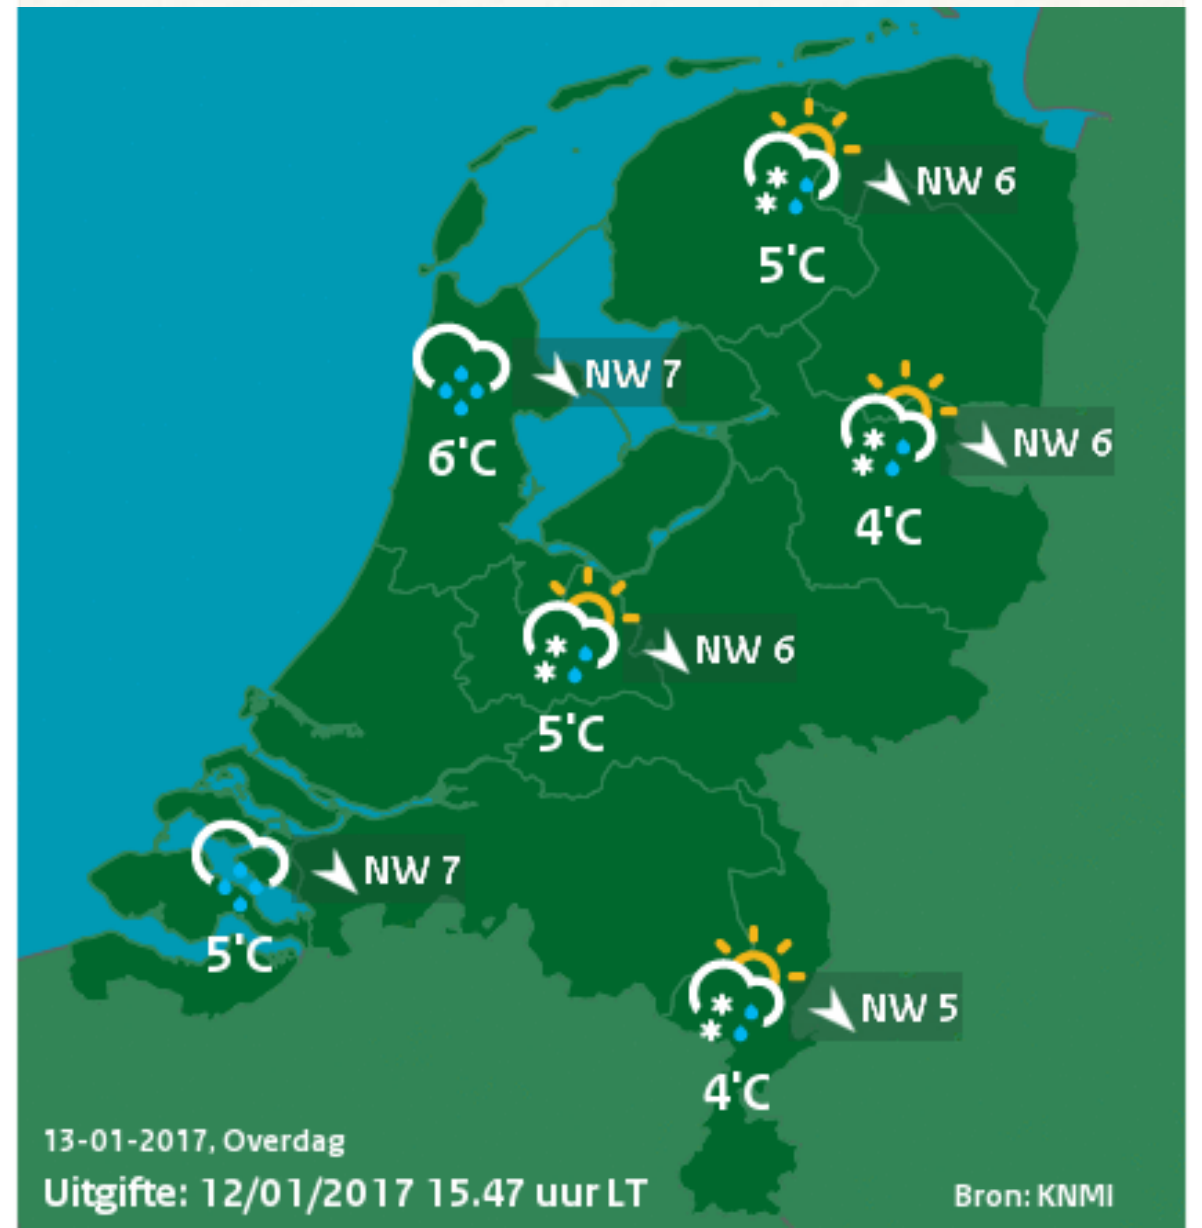 NW 6
5°C
NW 7
6°C
NW 6
4°C
NW 6
5°C
NW 7
5°C
NW 5
4°C
13-01-2017, Overdag
Uitgifte: 12/01/2017 15.47 uur LT
Bron: KNMI